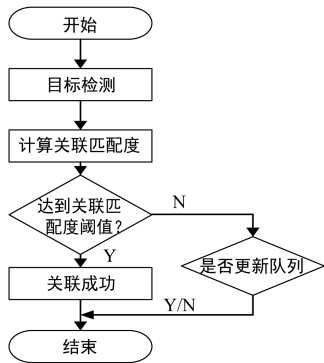 开始
目标检测
计算关联匹配度
达到关联匹
配度阈值?
N
Y
是否更新队列
关联成功
Y/N
结束